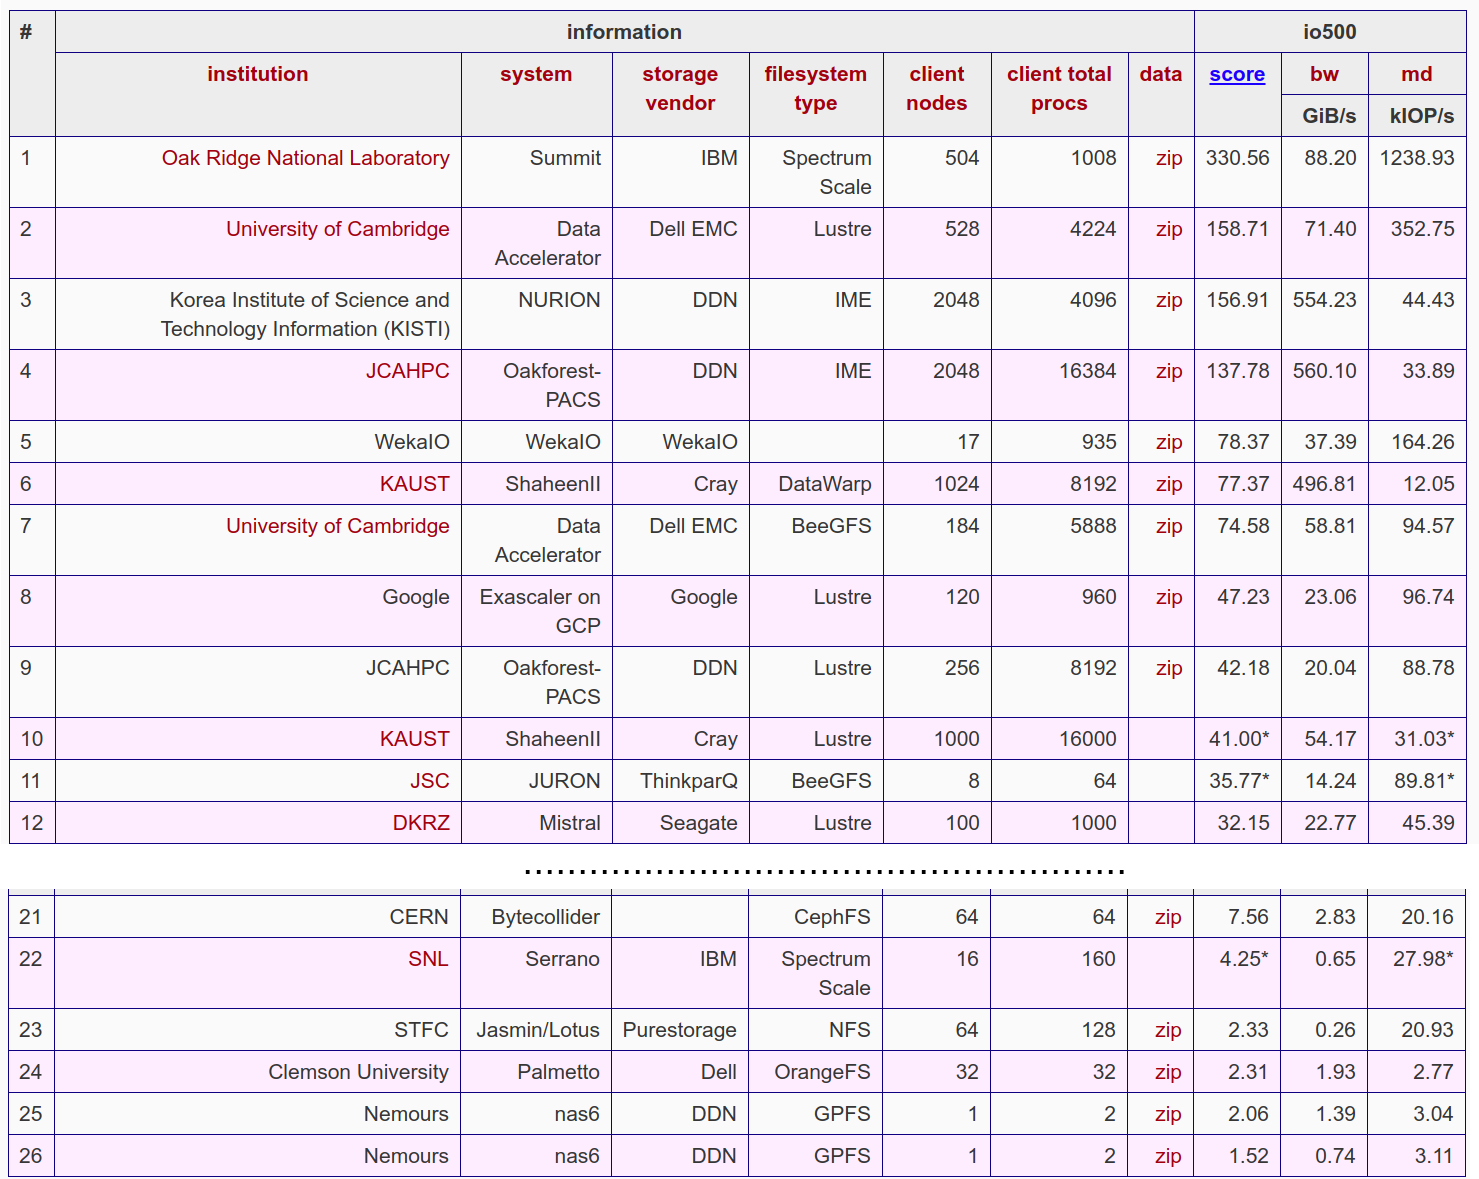 # information io500
institution system storage vendor filesystem type client nodes client total procs data score bw md
GiB/s kIOP/s
1 Oak Ridge National Laboratory Summit IBM Spectrum Scale 504 1008 zip 330.56 88.20 1238.93
2 University of Cambridge Data Accelerator Dell EMC Lustre 528 4224 zip 158.71 71.40 352.75
3 Korea Institute of Science and Technology Information (KISTI) NURION DDN IME 2048 4096 zip 156.91 554.23 44.43
4 JCAHPC Oakforest-PACS DDN IME 2048 16384 zip 137.78 560.10 33.89
5 WekaIO WekaIO WekaIO 17 935 zip 78.37 37.39 164.26
6 KAUST ShaheenII Cray DataWarp 1024 8192 zip 77.37 496.81 12.05
7 University of Cambridge Data Accelerator Dell EMC BeeGFS 184 5888 zip 74.58 58.81 94.57
8 Google Exascaler on GCP Google Lustre 120 960 zip 47.23 23.06 96.74
9 JCAHPC Oakforest-PACS DDN Lustre 256 8192 zip 42.18 20.04 88.78
10 KAUST ShaheenII Cray Lustre 1000 16000 41.00* 54.17 31.03*
11 JSC JURON ThinkparQ BeeGFS 8 64 35.77* 14.24 89.81*
12 DKRZ Mistral Seagate Lustre 100 1000 32.15 22.77 45.39
21 CERN Bytecollider CephFS 64 64 zip 7.56 2.83 20.16
22 SNL Serrano IBM Spectrum Scale 16 160 4.25* 0.65 27.98*
23 STFC Jasmin/Lotus Purestorage NFS 64 128 zip 2.33 0.26 20.93
24 Clemson University Palmetto Dell OrangeFS 32 32 zip 2.31 1.93 2.77
25 Nemours nas6 DDN GPFS 1 2 zip 2.06 1.39 3.04
26 Nemours nas6 DDN GPFS 1 2 zip 1.52 0.74 3.11